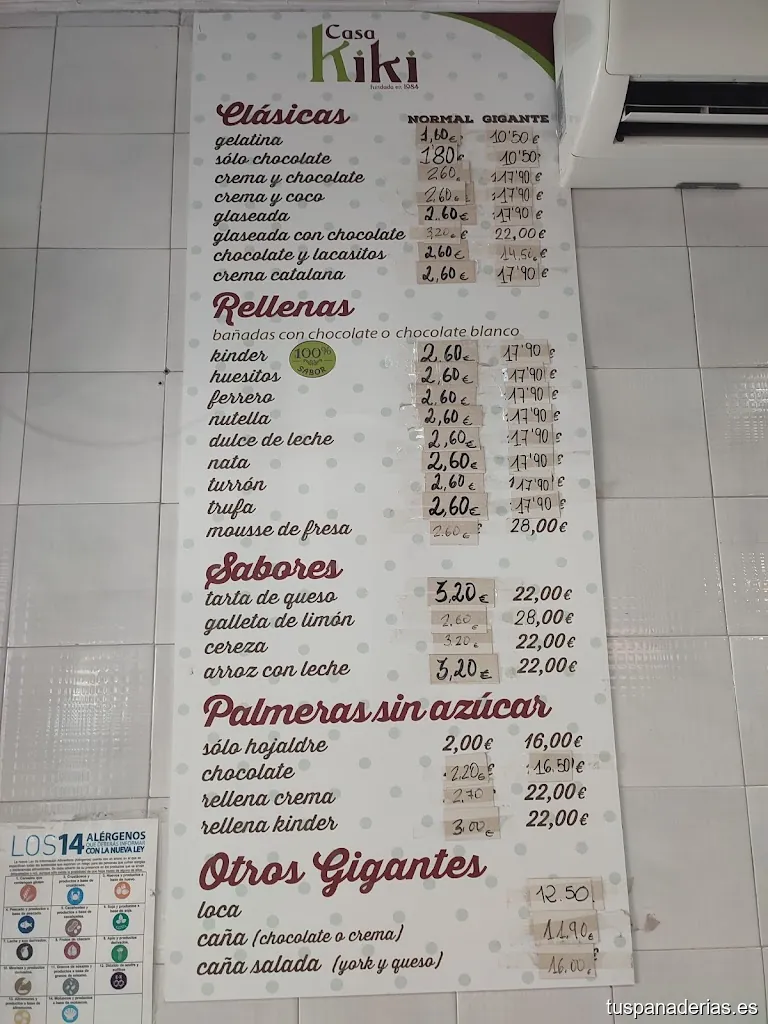 Casa
Kiki
fundada en 1984
Clásicas NORMAL GIGANTE
gelatina 1,60€ 10'50€
sólo chocolate 1'80€ 10'50
crema y chocolate 2.60 17'90€
crema y coco 2.60€ 17'90€
glaseada 2.60€ 17'90€
glaseada con chocolate 3.20€ 22,00€
chocolate y lacasitos 2,60€ 14.50€
crema catalana 2,60€ 17'90€
Rellenas
bañadas con chocolate o chocolate blanco
kinder 100% SABOR 2.60€ 17'90€
huesitos 2,60€ 17'90€
ferrero 2.60€ 17'90€
nutella 2,60€ 17'90€
dulce de leche 2,60€ 17'90€
nata 2,60€ 17'90€
turrón 2,60€ 17'90€
trufa 2,60€ 17'90€
mousse de fresa 2.60€ 28,00€
Sabores
tarta de queso 3,20€ 22,00€
galleta de limón 2,60€ 28,00€
cereza 3.20€ 22,00€
arroz con leche 3,20€ 22,00€
Palmeras sin azúcar
sólo hojaldre 2,00€ 16,00€
chocolate 2.20€ 16.50€
rellena crema 2.70 22,00€
rellena kinder 3,00€ 22,00€
Otros Gigantes
loca 12.50
caña (chocolate o crema) 11.90€
caña salada (york y queso) 16.00€
LOS 14 ALÉRGENOS
QUE DEBERÁS INFORMAR
CON LA NUEVA LEY
tuspanaderias.es